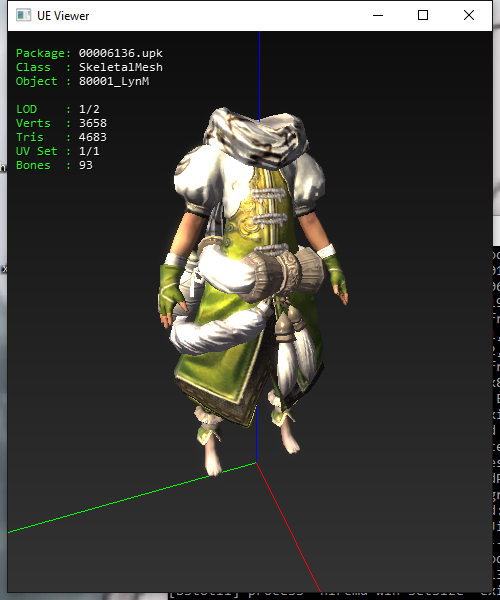 UE Viewer
Package: 00006136.upk
Class  : SkeletalMesh
Object : 80001_LynM
LOD    : 1/2
Verts  : 3658
Tris   : 4683
UV Set : 1/1
Bones  : 93